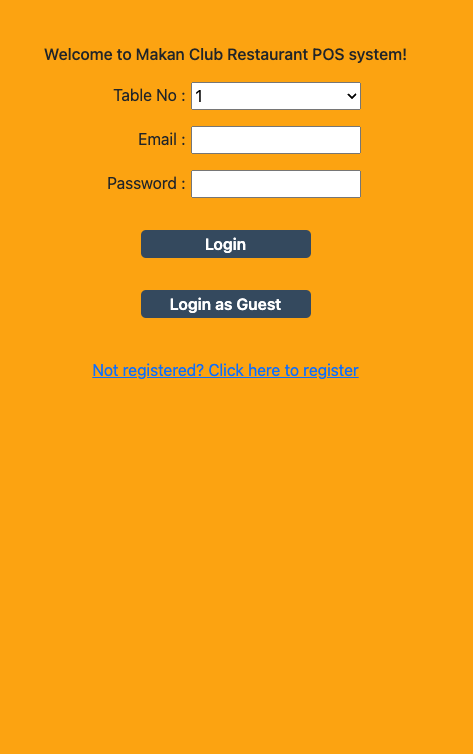 Welcome to Makan Club Restaurant POS system!
Table No : 1
Email :
Password :
Login
Login as Guest
Not registered? Click here to register